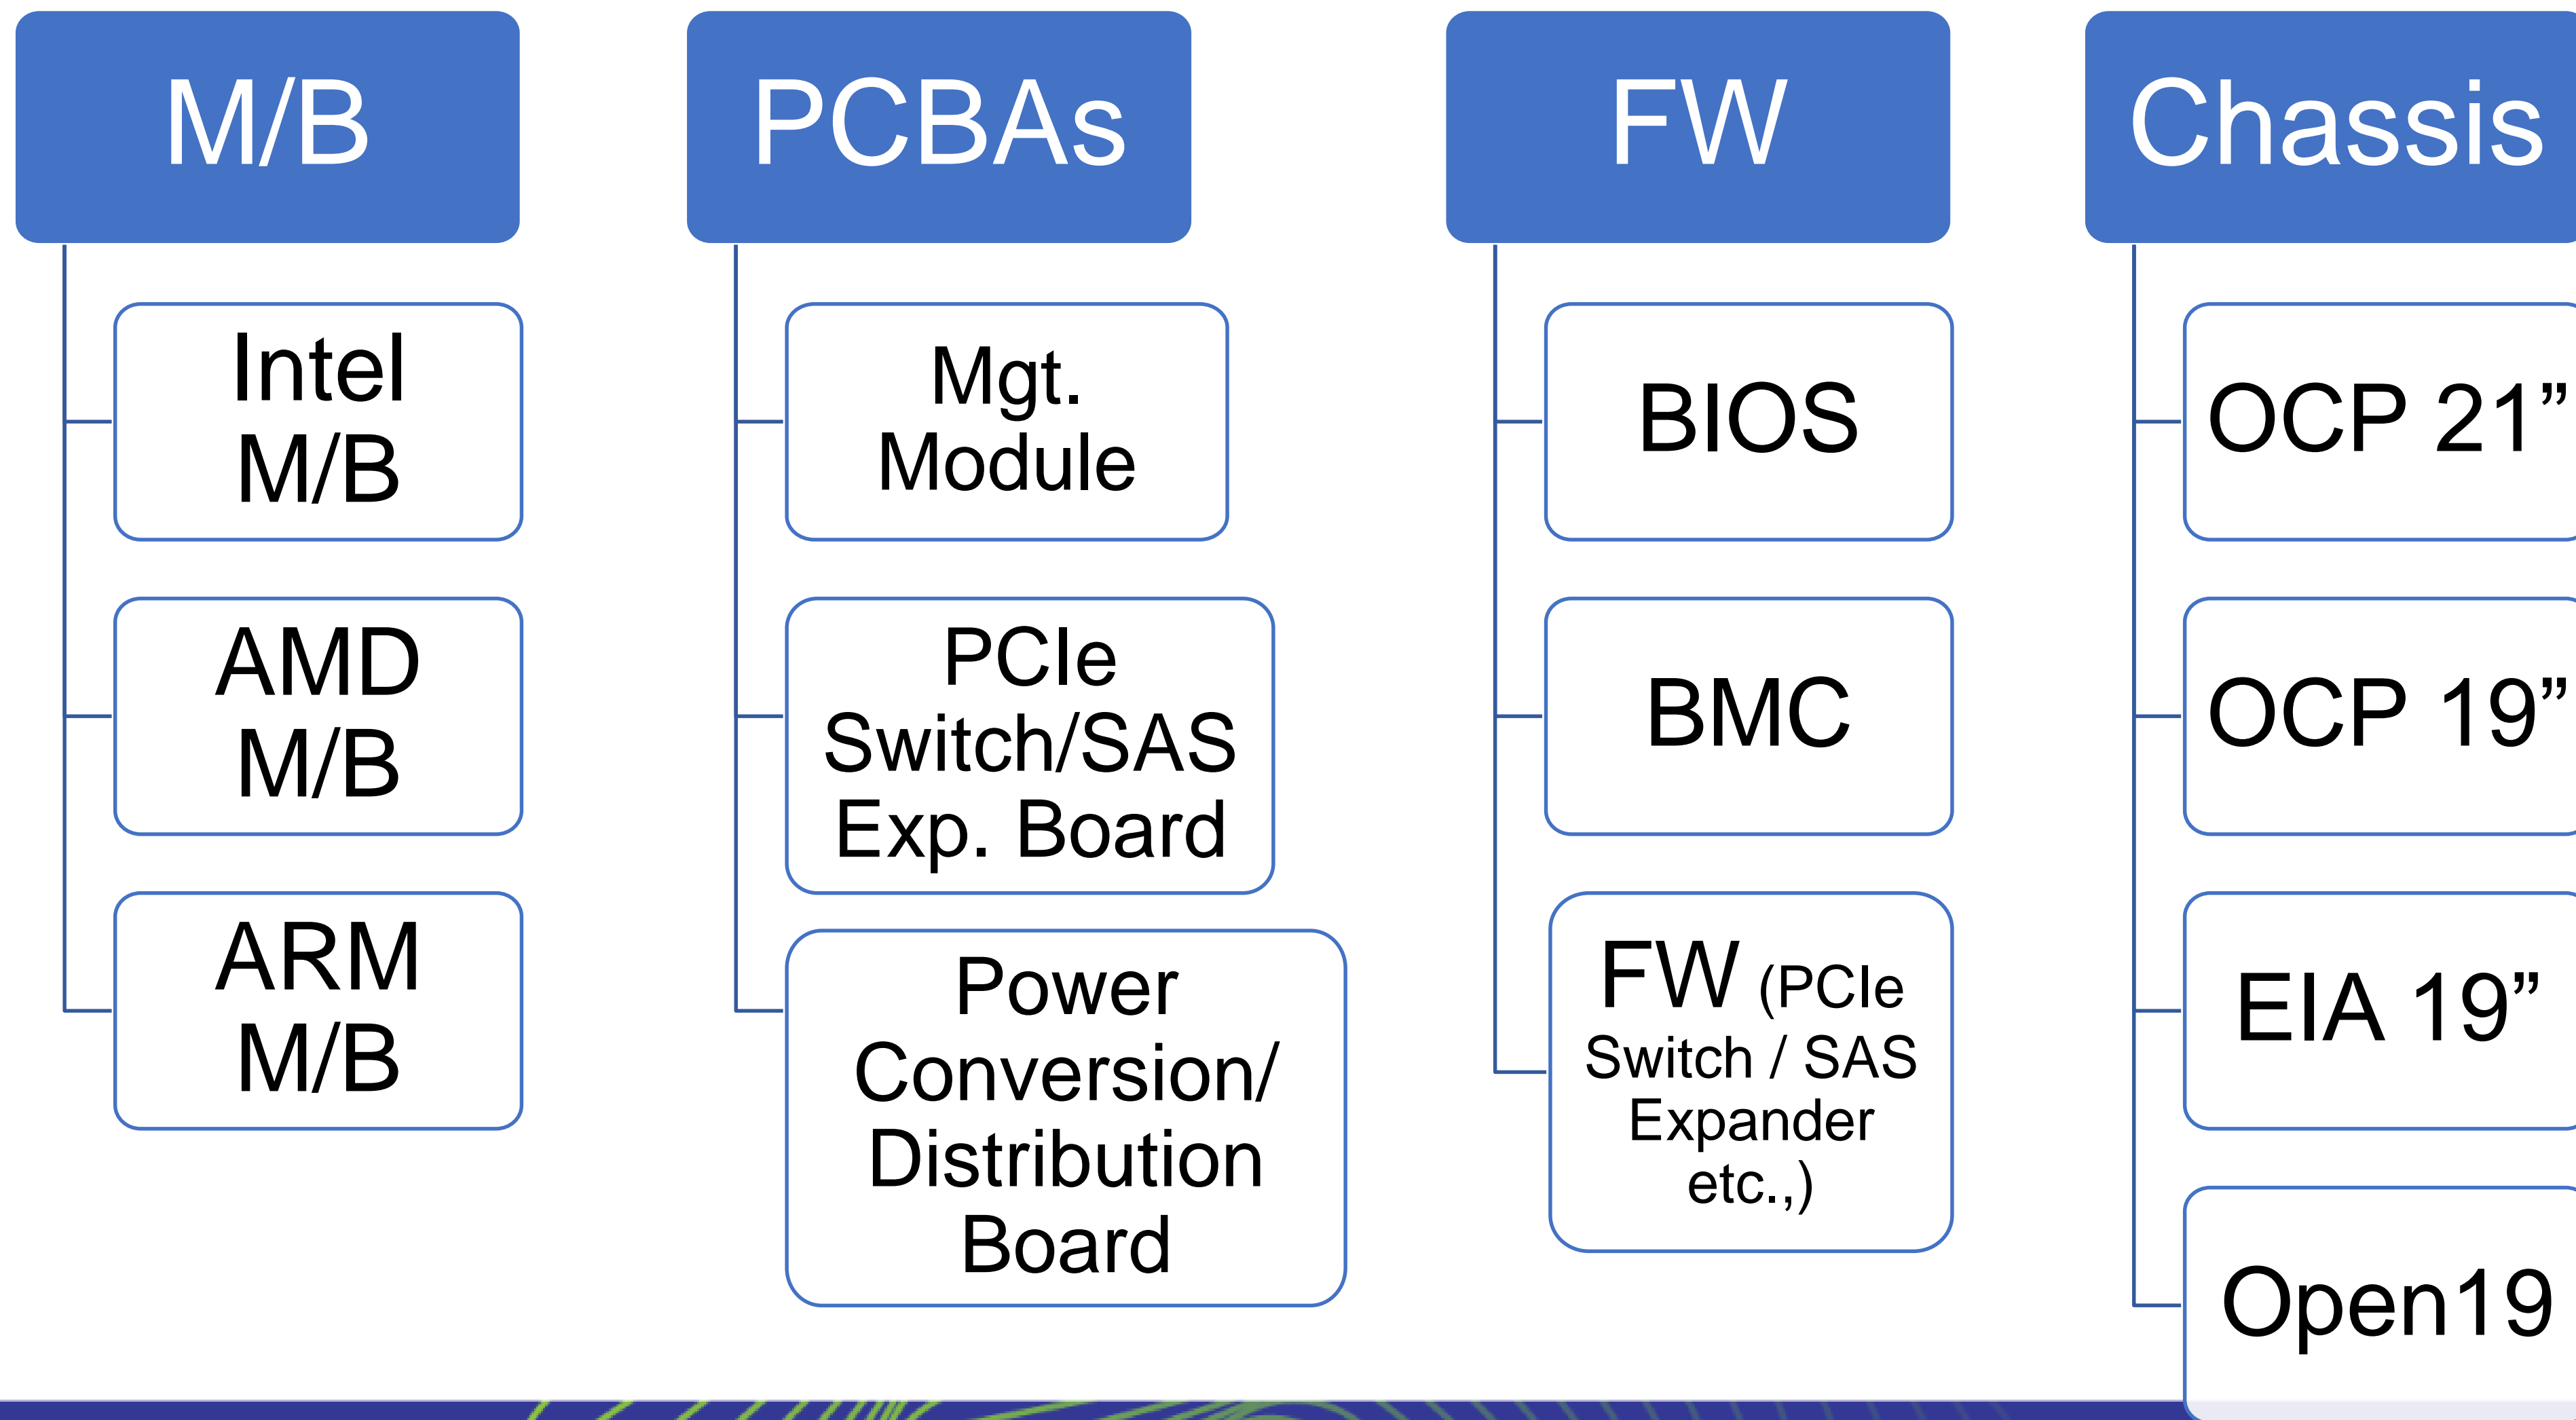 M/B
Intel
M/B
AMD
M/B
ARM
M/B
PCBAs
Mgt.
Module
PCIe
Switch/SAS
Exp. Board
Power
Conversion/
Distribution
Board
FW
BIOS
BMC
FW (PCIe
Switch / SAS
Expander
etc.,)
Chassis
OCP 21”
OCP 19”
EIA 19”
Open19